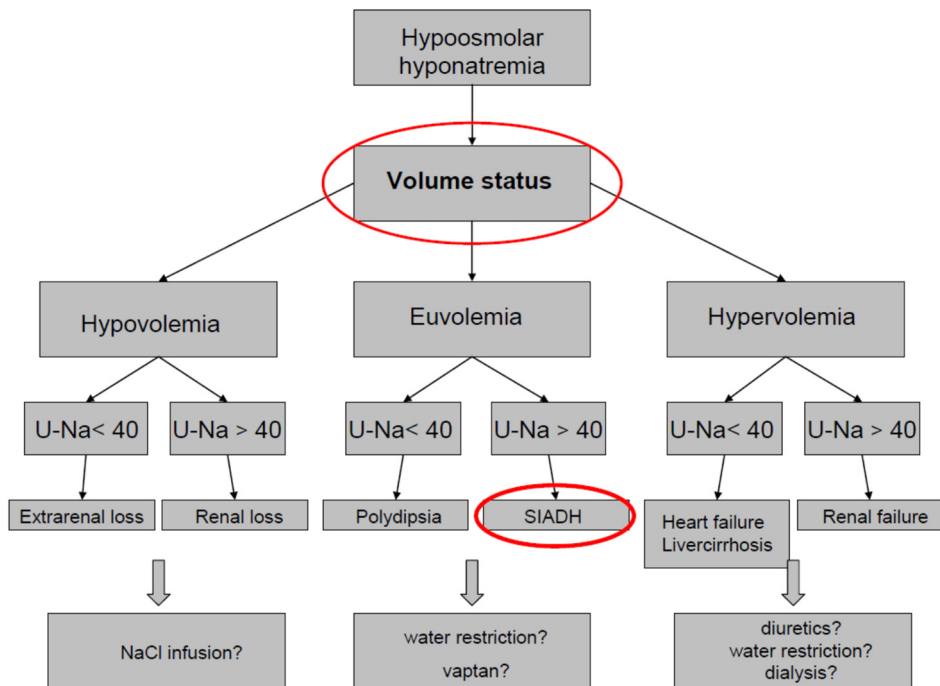 Hypoosmolar
hyponatremia
Volume status
Hypovolemia
Euvolemia
Hypervolemia
U-Na< 40
U-Na > 40
U-Na< 40
U-Na > 40
U-Na< 40
U-Na > 40
Extrarenal loss
Renal loss
Polydipsia
SIADH
Heart failure
Livercirrhosis
Renal failure
NaCl infusion?
water restriction?
vaptan?
diuretics?
water restriction?
dialysis?